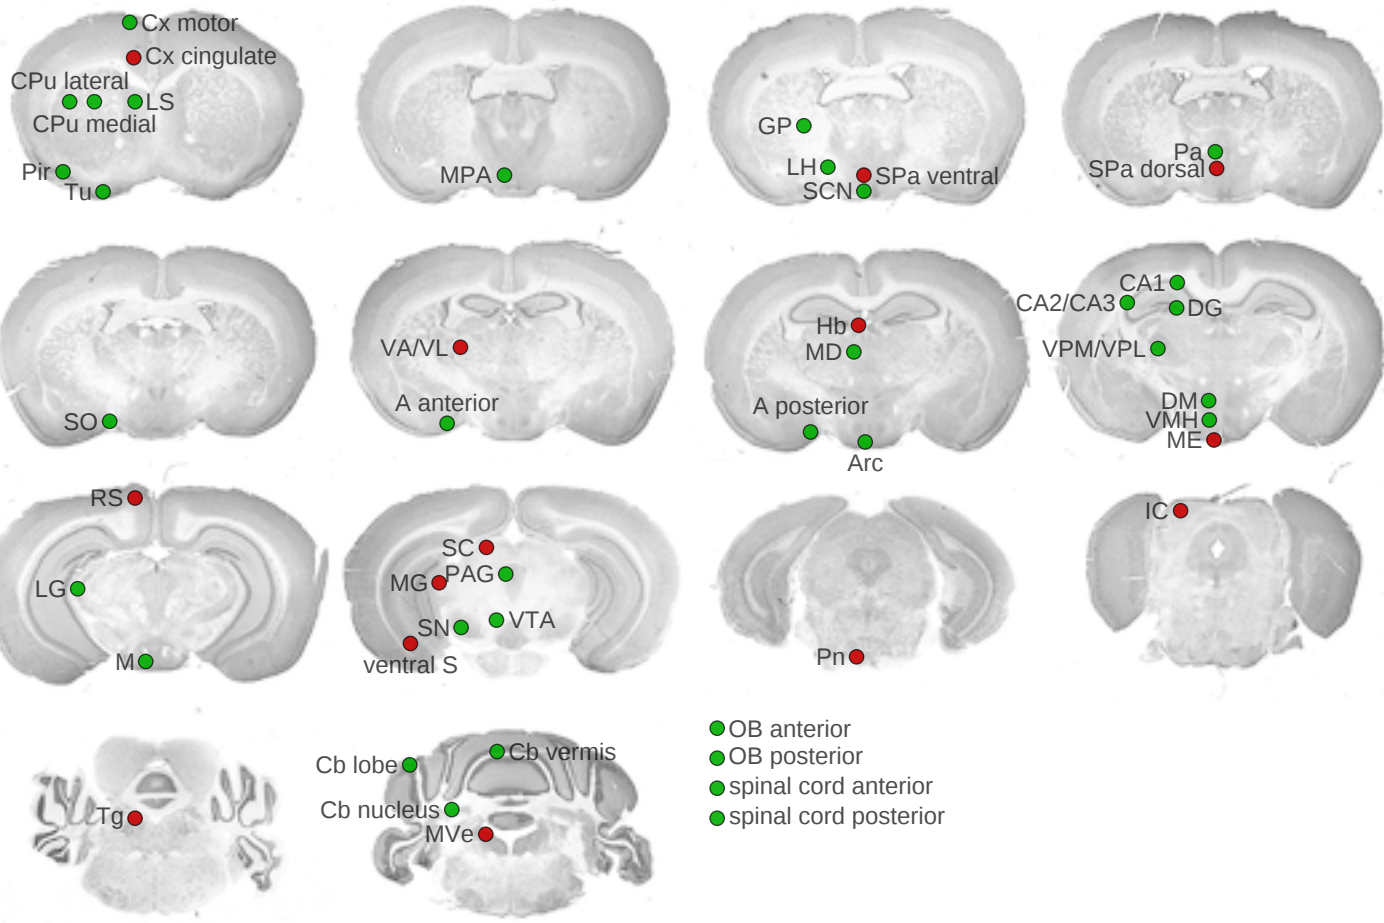 Cx motor
Cx cingulate
CPu lateral
LS
CPu medial
Pir
Tu
MPA
GP
LH
SPa ventral
SCN
Pa
SPa dorsal
SO
VA/VL
A anterior
Hb
MD
A posterior
Arc
CA1
CA2/CA3
DG
VPM/VPL
DM
VMH
ME
RS
LG
M
SC
MG
PAG
SN
VTA
ventral S
Pn
IC
Tg
Cb lobe
Cb vermis
Cb nucleus
MVe
OB anterior
OB posterior
spinal cord anterior
spinal cord posterior